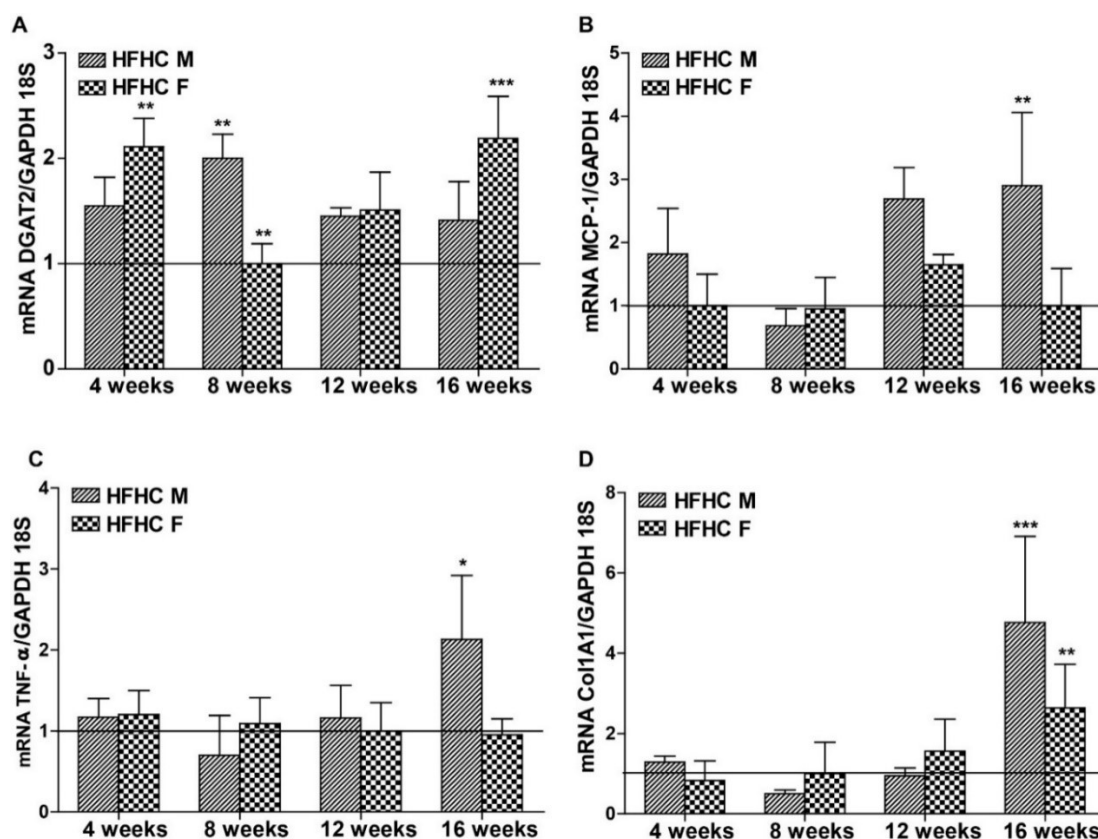 A
mRNA DGAT2/GAPDH 18S
3
2
1
0
HFHC M
HFHC F
**
**
**
***
4 weeks 8 weeks 12 weeks 16 weeks
B
mRNA MCP-1/GAPDH 18S
5
4
3
2
1
0
HFHC M
HFHC F
**
4 weeks 8 weeks 12 weeks 16 weeks
C
mRNA TNF-α/GAPDH 18S
4
3
2
1
0
HFHC M
HFHC F
*
4 weeks 8 weeks 12 weeks 16 weeks
D
mRNA Col1A1/GAPDH 18S
8
6
4
2
0
HFHC M
HFHC F
***
**
4 weeks 8 weeks 12 weeks 16 weeks